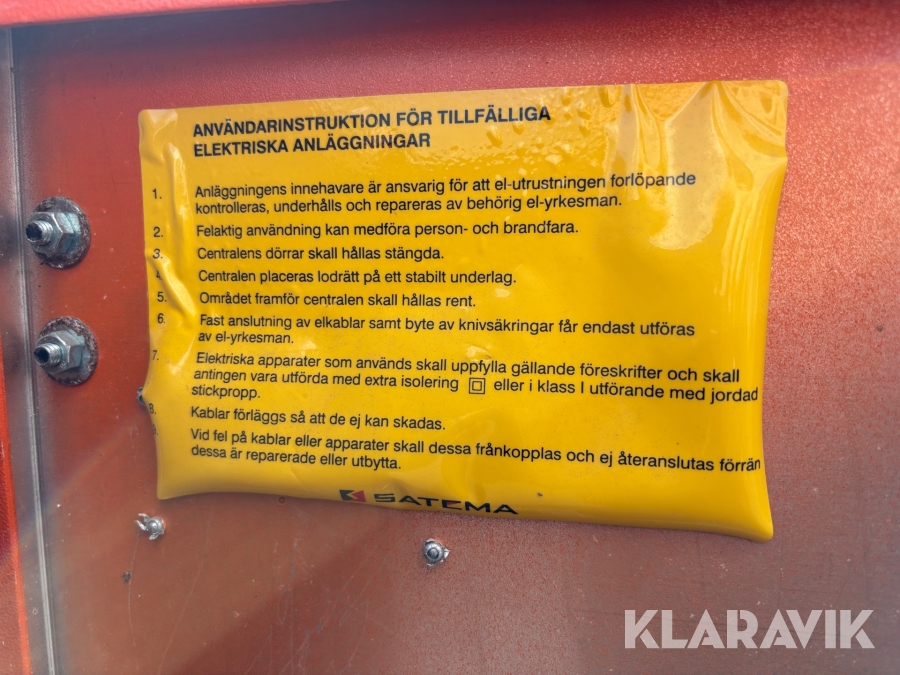 ANVÄNDARINSTRUKTION FÖR TILLFÄLLIGA
ELEKTRISKA ANLÄGGNINGAR
1. Anläggningens innehavare är ansvarig för att el-utrustningen forlöpande
kontrolleras, underhålls och repareras av behörig el-yrkesman.
2. Felaktig användning kan medföra person- och brandfara.
3. Centralens dörrar skall hållas stängda.
4. Centralen placeras lodrätt på ett stabilt underlag.
5. Området framför centralen skall hållas rent.
6. Fast anslutning av elkablar samt byte av knivsäkringar får endast utföras
av el-yrkesman.
7. Elektriska apparater som används skall uppfylla gällande föreskrifter och skall
antingen vara utförda med extra isolering eller i klass I utförande med jordad
stickpropp.
8. Kablar förläggs så att de ej kan skadas.
Vid fel på kablar eller apparater skall dessa frånkopplas och ej återanslutas förrän
dessa är reparerade eller utbytta.
SATEMA
KLARAVIK